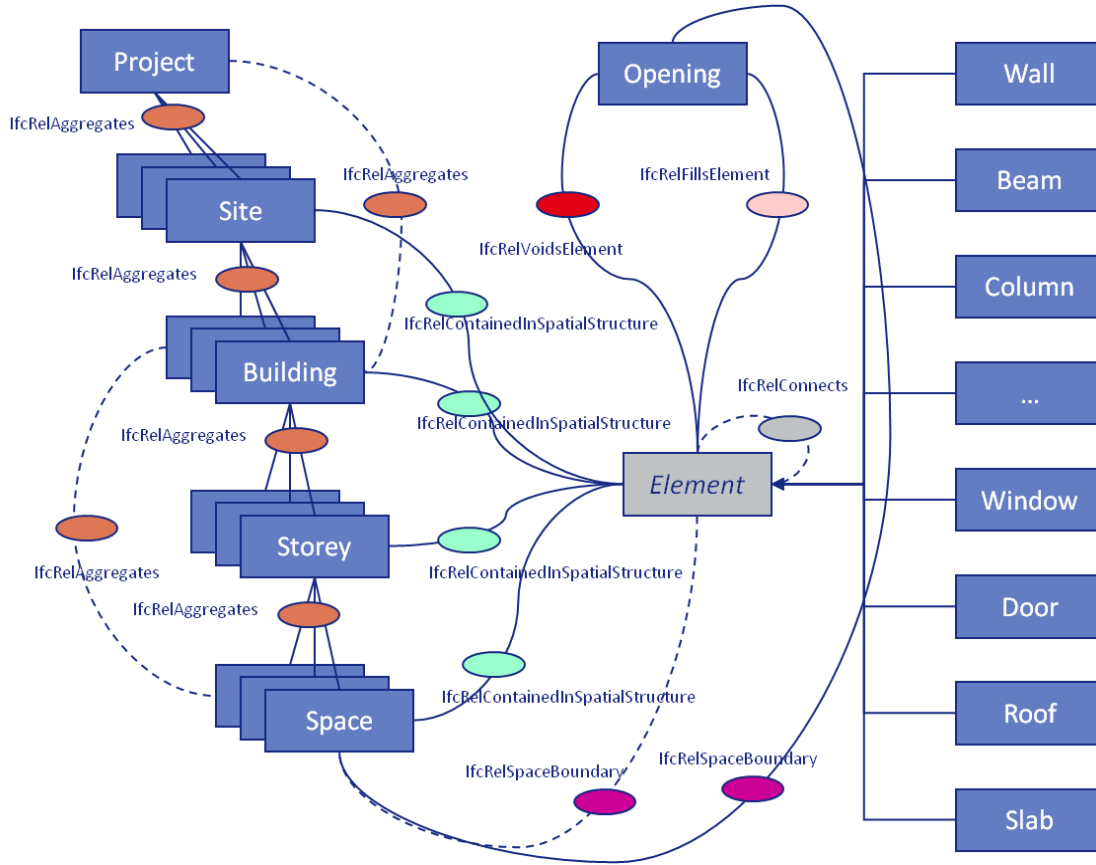 Project
Opening
Wall
IfcRelAggregates
IfcRelAggregates
IfcRelFillsElement
Beam
Site
IfcRelVoidsElement
IfcRelAggregates
Column
IfcRelContainedInSpatialStructure
Building
IfcRelConnects
...
IfcRelContainedInSpatialStructure
IfcRelAggregates
Element
Window
Storey
IfcRelAggregates
IfcRelContainedInSpatialStructure
IfcRelAggregates
Door
IfcRelContainedInSpatialStructure
Space
Roof
IfcRelSpaceBoundary
IfcRelSpaceBoundary
Slab